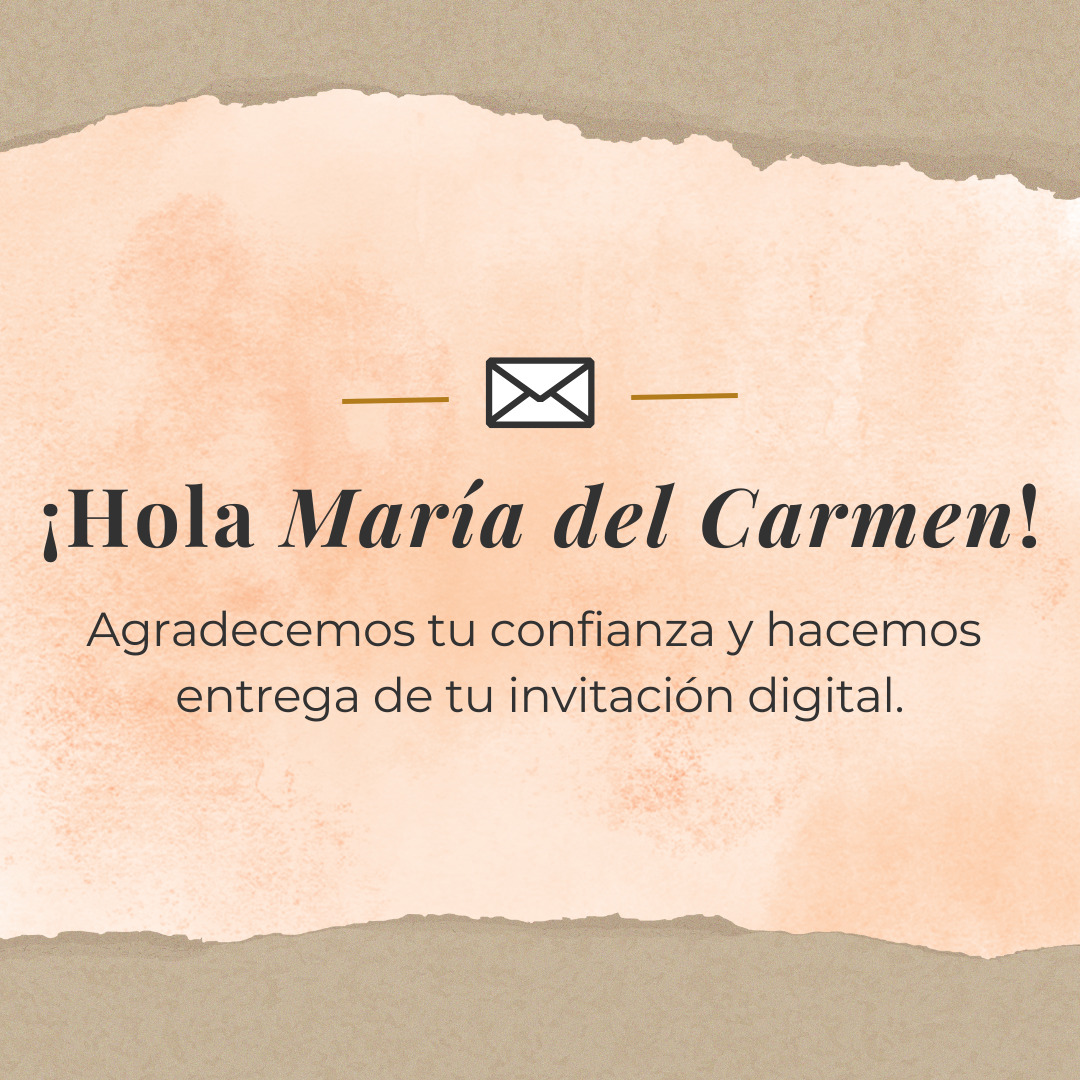 ¡Hola María del Carmen!
Agradecemos tu confianza y hacemos
entrega de tu invitación digital.